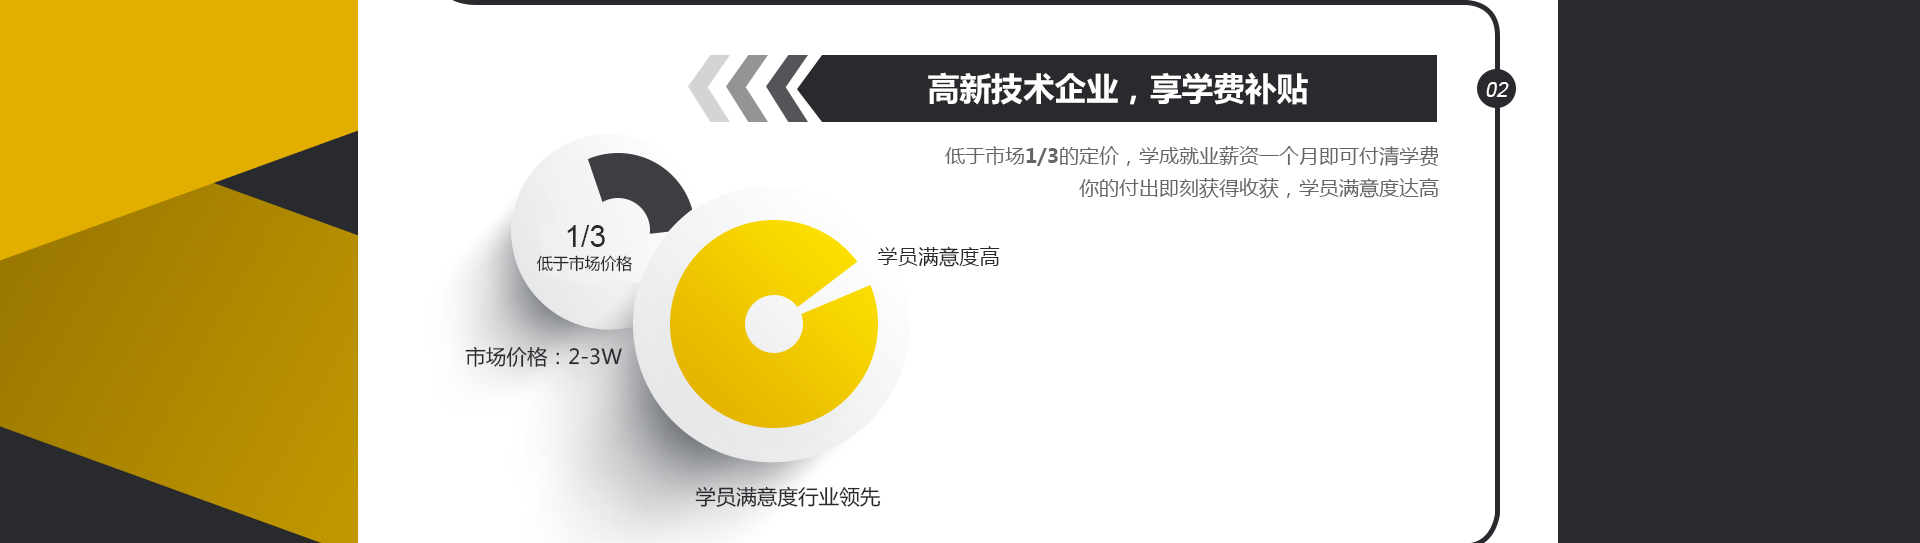 高新技术企业，享学费补贴
02
低于市场1/3的定价，学成就业薪资一个月即可付清学费
你的付出即刻获得收获，学员满意度达高
1/3
低于市场价格
学员满意度高
市场价格：2-3W
学员满意度行业领先